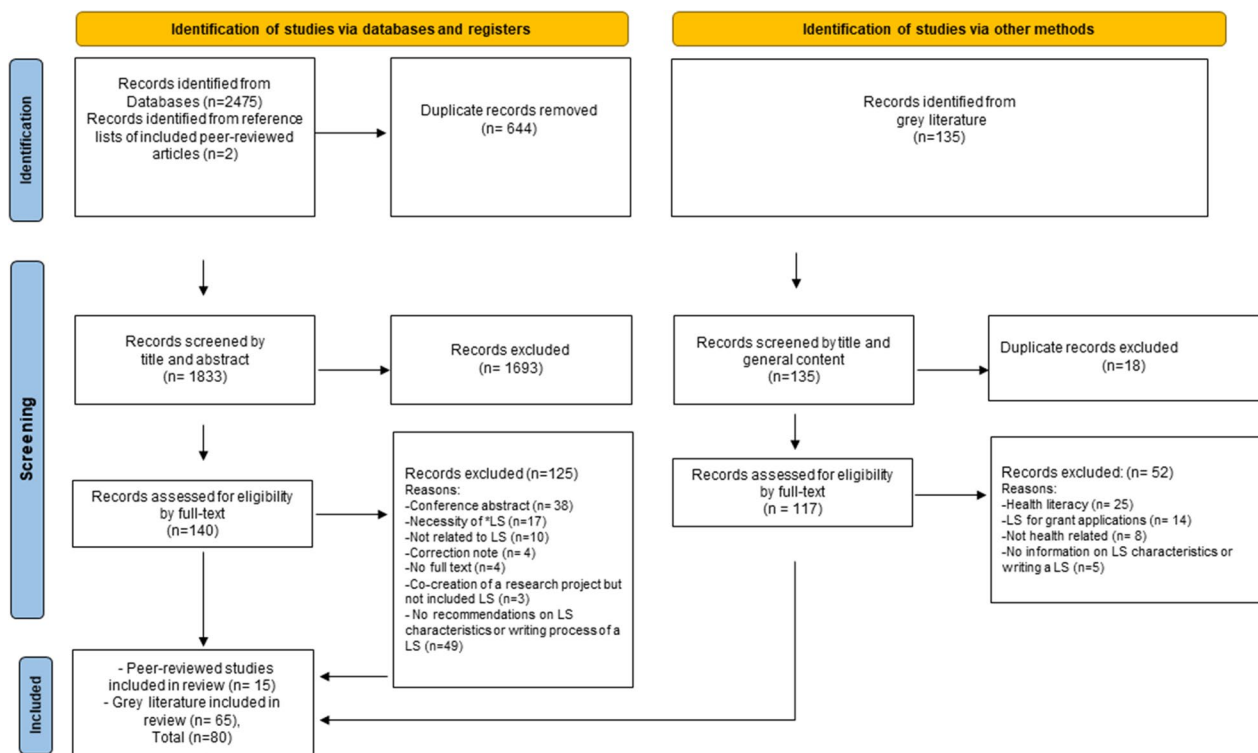 Identification of studies via databases and registers
Identification of studies via other methods
Identification
Records identified from
Databases (n=2475)
Records identified from reference
lists of included peer-reviewed
articles (n=2)
Duplicate records removed
(n= 644)
Records identified from
grey literature
(n=135)
Screening
Records screened by
title and abstract
(n= 1833)
Records excluded
(n= 1693)
Records screened by title and
general content
(n=135)
Duplicate records excluded
(n=18)
Records assessed for eligibility
by full-text
(n=140)
Records excluded (n=125)
Reasons:
-Conference abstract (n= 38)
-Necessity of *LS (n=17)
-Not related to LS (n=10)
-Correction note (n= 4)
-No full text (n=4)
-Co-creation of a research project but
not included LS (n=3)
- No recommendations on LS
characteristics or writing process of a
LS (n=49)
Records assessed for eligibility
by full-text
(n = 117)
Records excluded: (n= 52)
Reasons:
-Health literacy (n= 25)
-LS for grant applications (n= 14)
-Not health related (n= 8)
-No information on LS characteristics or
writing a LS (n=5)
Included
- Peer-reviewed studies
included in review (n= 15)
- Grey literature included in
review (n= 65),
Total (n=80)